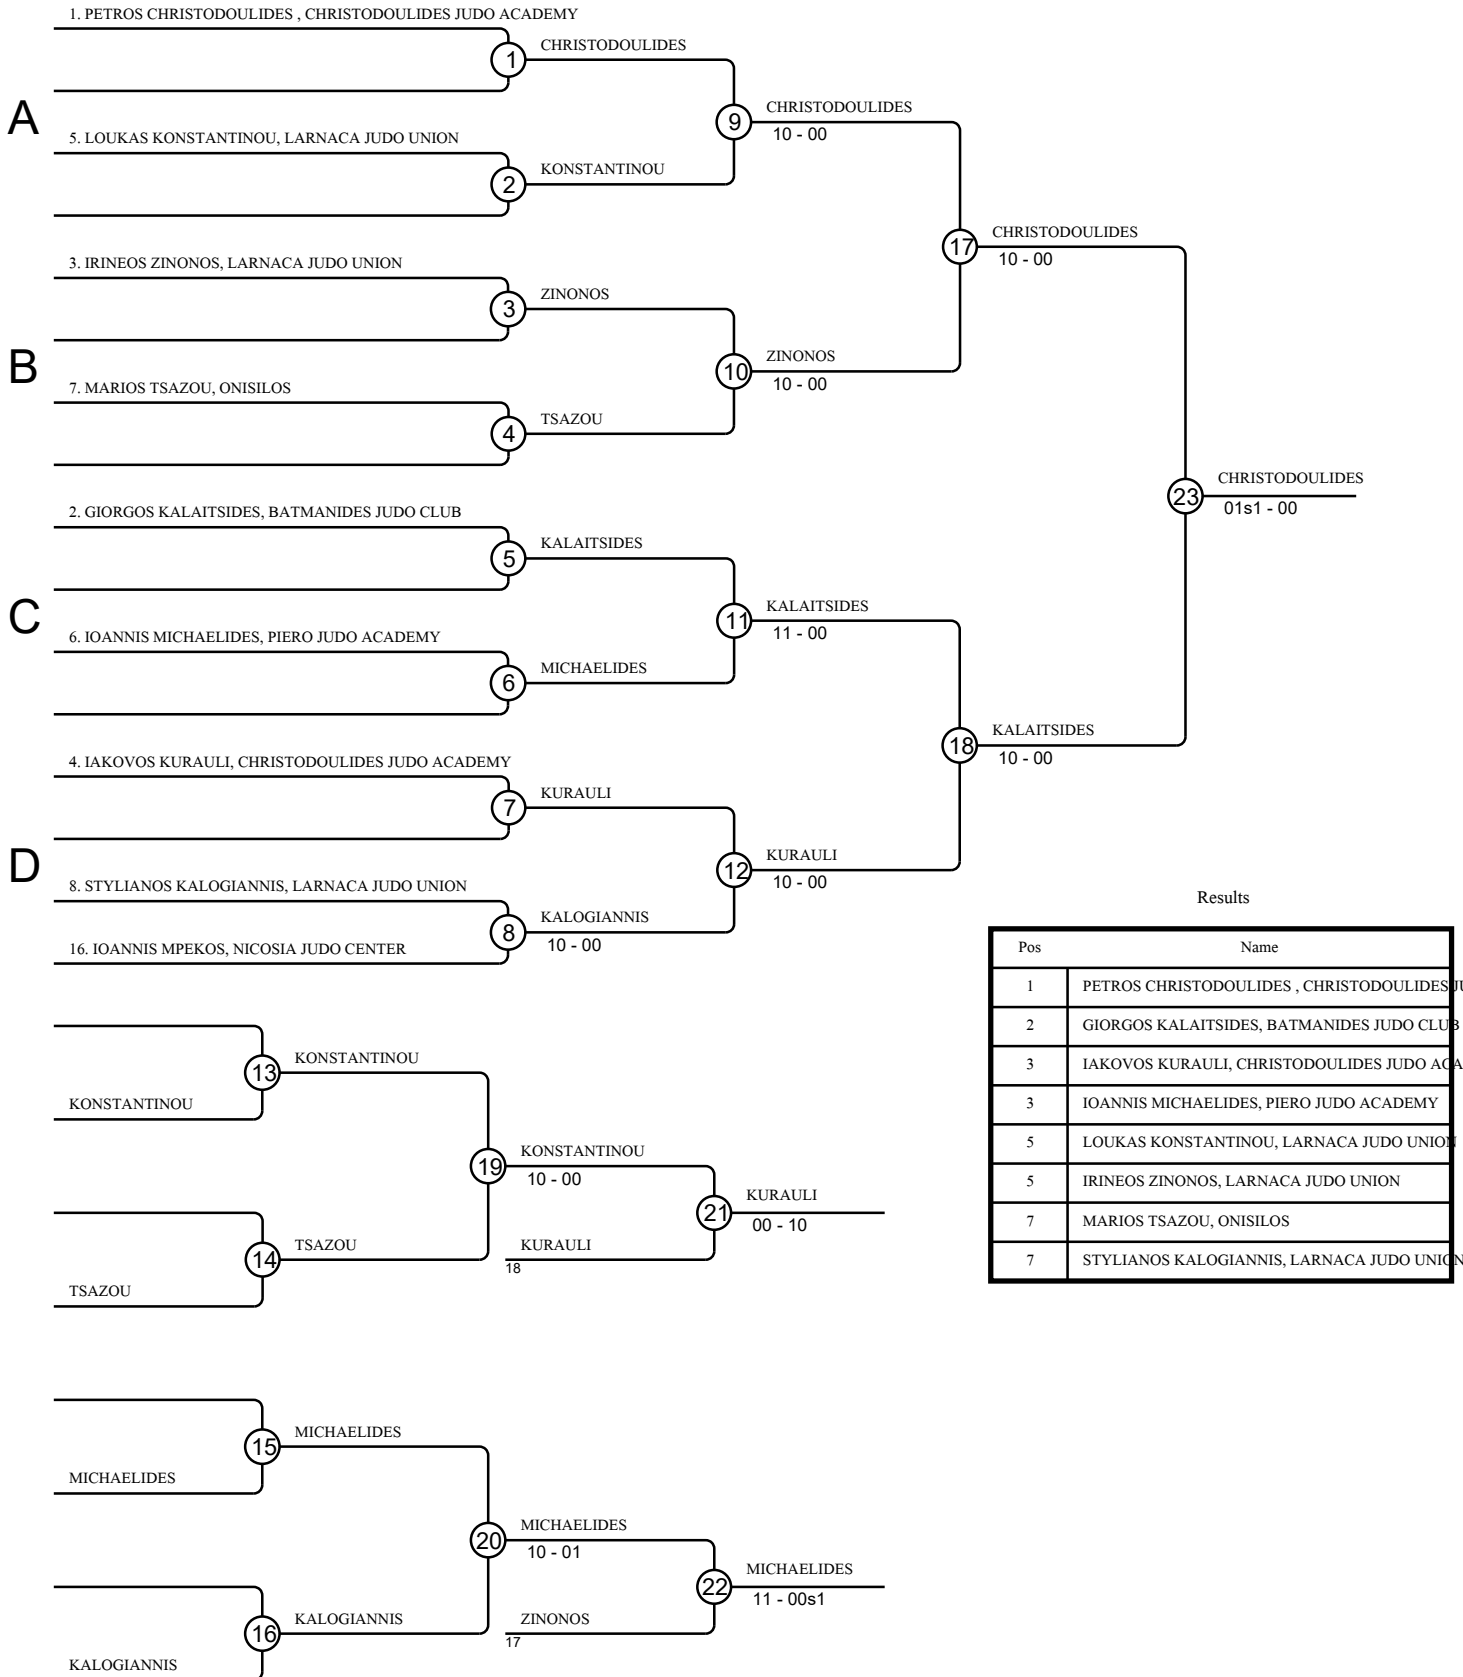 1. PETROS CHRISTODOULIDES , CHRISTODOULIDES JUDO ACADEMY
1
CHRISTODOULIDES
A
9
CHRISTODOULIDES
10 - 00
5. LOUKAS KONSTANTINOU, LARNACA JUDO UNION
2
KONSTANTINOU
17
CHRISTODOULIDES
10 - 00
3. IRINEOS ZINONOS, LARNACA JUDO UNION
3
ZINONOS
B
10
ZINONOS
10 - 00
7. MARIOS TSAZOU, ONISILOS
4
TSAZOU
23
CHRISTODOULIDES
01s1 - 00
2. GIORGOS KALAITSIDES, BATMANIDES JUDO CLUB
5
KALAITSIDES
C
11
KALAITSIDES
11 - 00
6. IOANNIS MICHAELIDES, PIERO JUDO ACADEMY
6
MICHAELIDES
18
KALAITSIDES
10 - 00
4. IAKOVOS KURAULI, CHRISTODOULIDES JUDO ACADEMY
7
KURAULI
D
12
KURAULI
10 - 00
8. STYLIANOS KALOGIANNIS, LARNACA JUDO UNION
8
KALOGIANNIS
10 - 00
16. IOANNIS MPEKOS, NICOSIA JUDO CENTER
Results
Pos Name
1 PETROS CHRISTODOULIDES , CHRISTODOULIDES JU
2 GIORGOS KALAITSIDES, BATMANIDES JUDO CLUB
3 IAKOVOS KURAULI, CHRISTODOULIDES JUDO ACA
3 IOANNIS MICHAELIDES, PIERO JUDO ACADEMY
5 LOUKAS KONSTANTINOU, LARNACA JUDO UNION
5 IRINEOS ZINONOS, LARNACA JUDO UNION
7 MARIOS TSAZOU, ONISILOS
7 STYLIANOS KALOGIANNIS, LARNACA JUDO UNION
13
KONSTANTINOU
KONSTANTINOU
19
KONSTANTINOU
10 - 00
21
KURAULI
00 - 10
14
TSAZOU
KURAULI
18
TSAZOU
15
MICHAELIDES
MICHAELIDES
20
MICHAELIDES
10 - 01
22
MICHAELIDES
11 - 00s1
16
KALOGIANNIS
ZINONOS
17
KALOGIANNIS